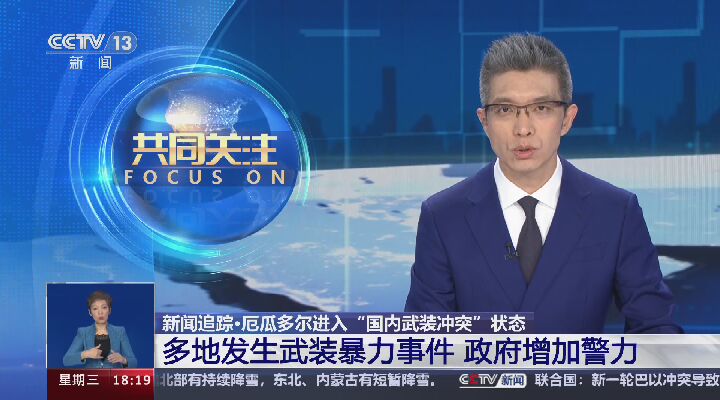 CCTV 13
新闻
共同关注
FOCUS ON
新闻追踪·厄瓜多尔进入“国内武装冲突”状态
多地发生武装暴力事件 政府增加警力
星期三 18:19 北部有持续降雪，东北、内蒙古有短暂降雪。 CCTV 新闻 联合国：新一轮巴以冲突导致